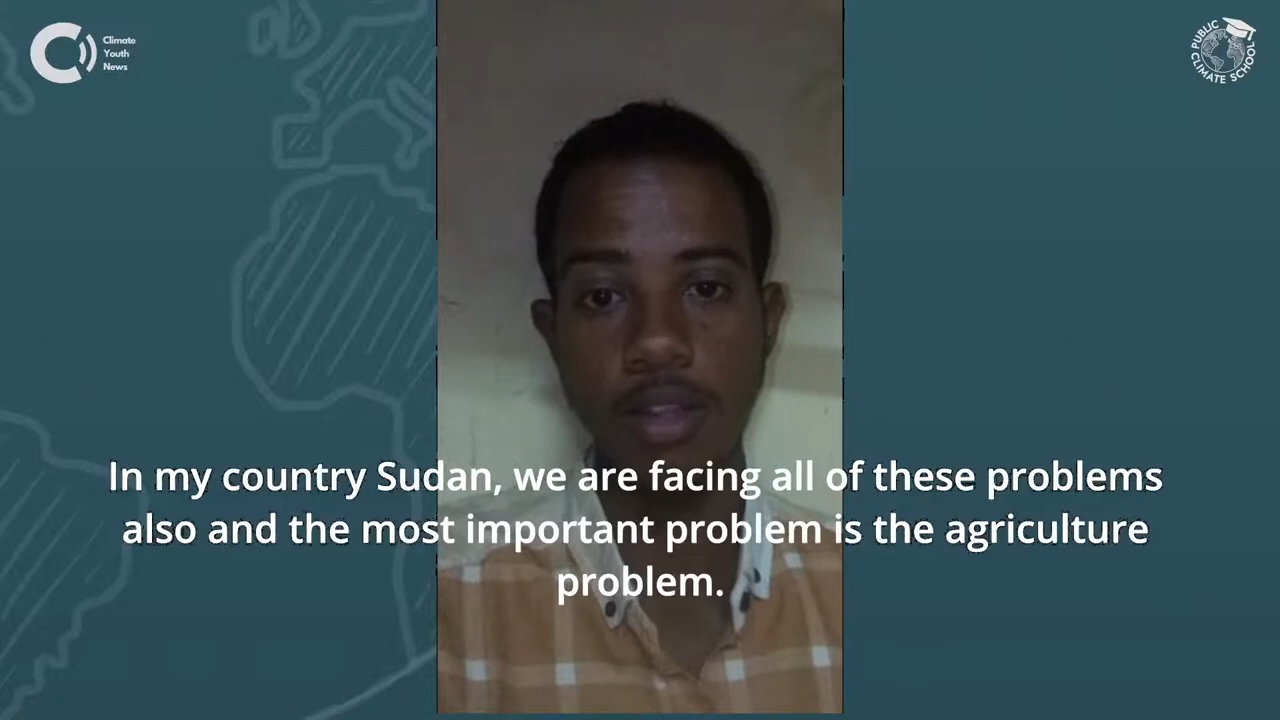 Climate
Youth
News
PUBLIC
CLIMATE SCHOOL
In my country Sudan, we are facing all of these problems
also and the most important problem is the agriculture
problem.